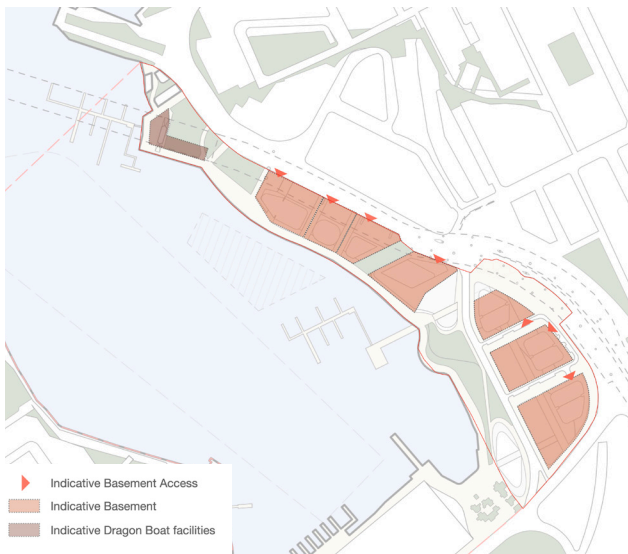 Indicative Basement Access
Indicative Basement
Indicative Dragon Boat facilities